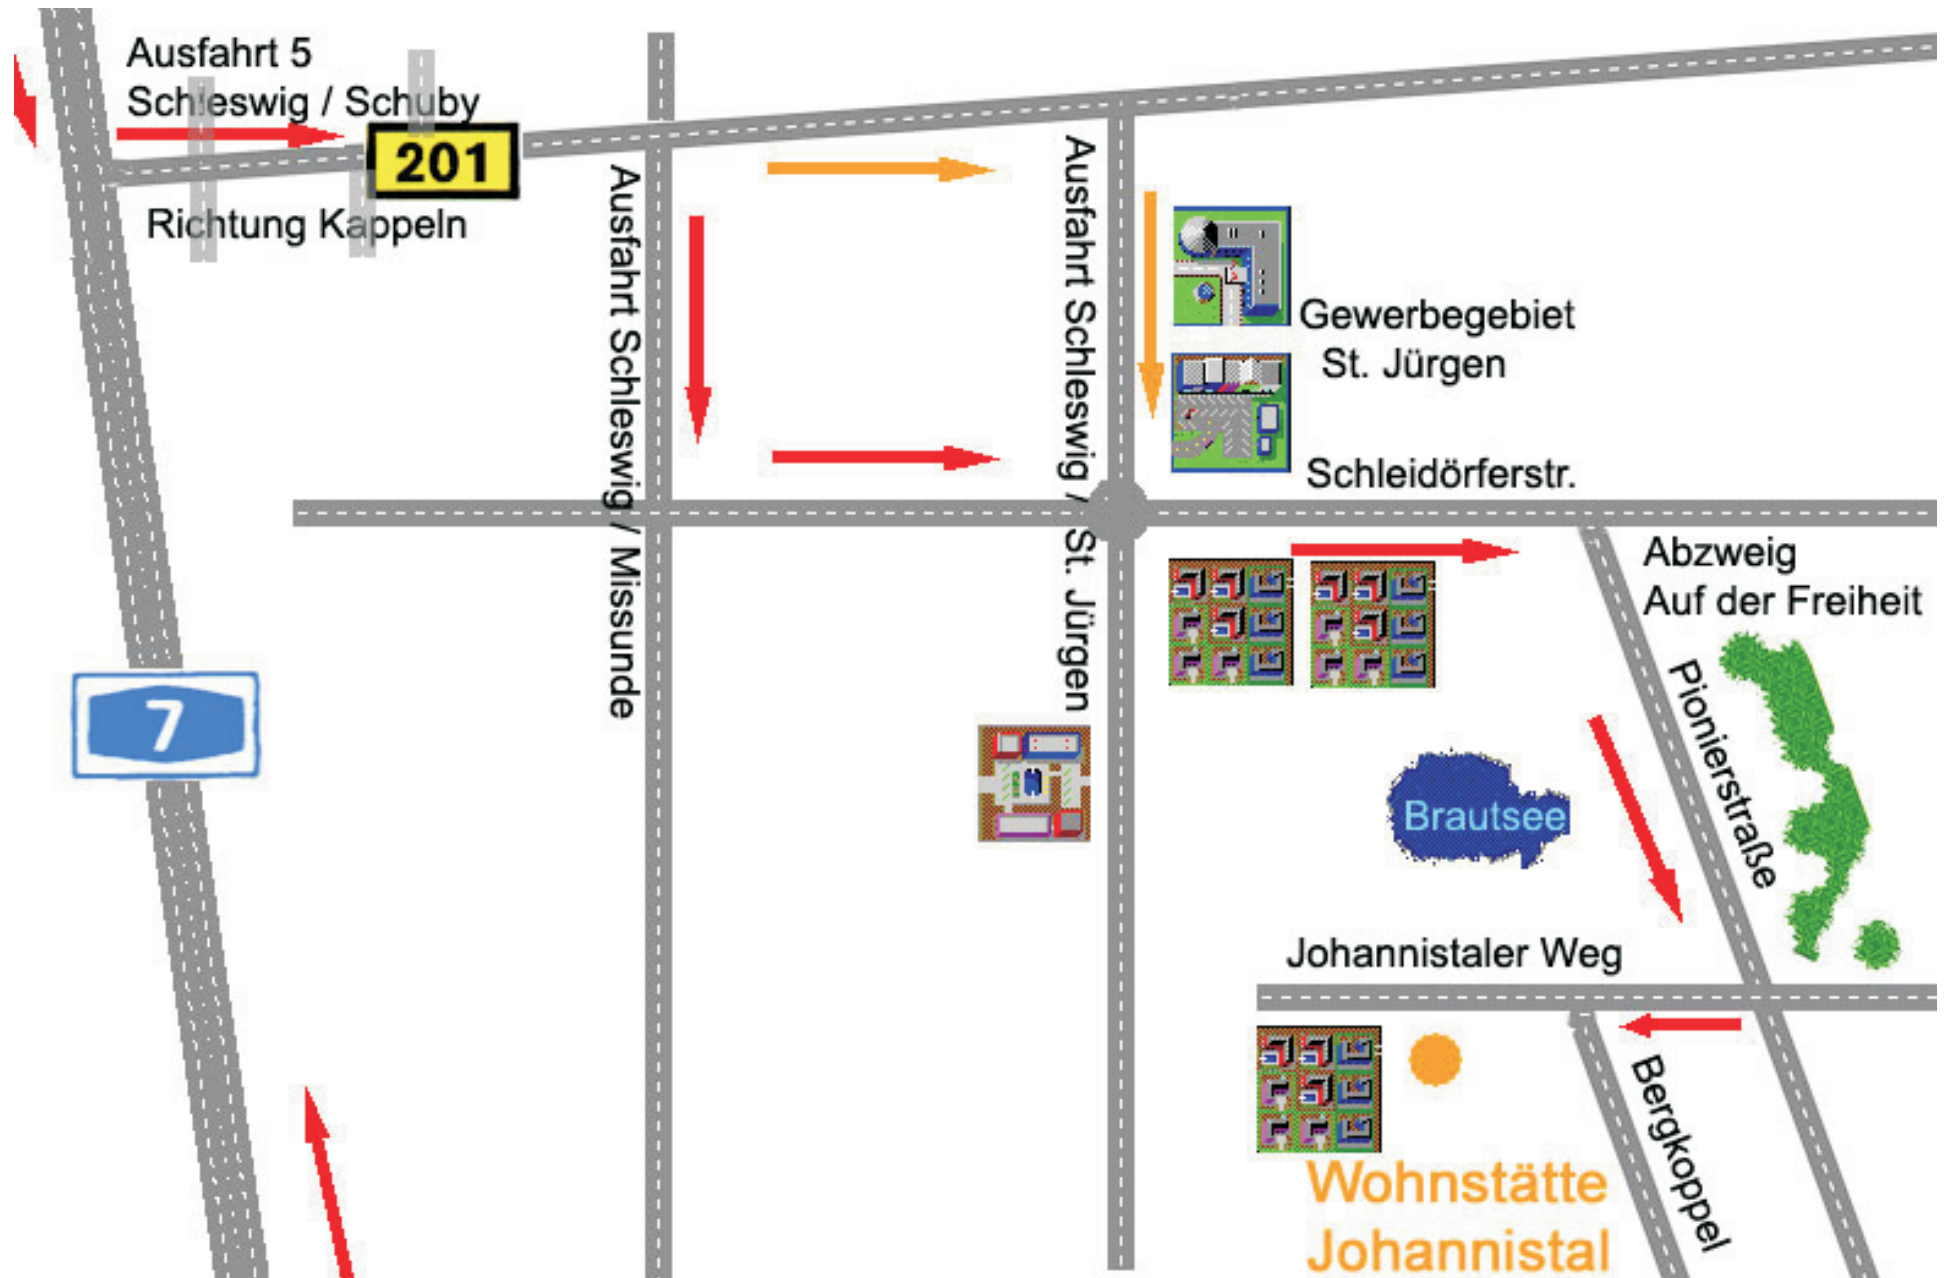 Ausfahrt 5
Schleswig / Schuby
201
Richtung Kappeln
Ausfahrt Schleswig / Missunde
Ausfahrt Schleswig / St. Jürgen
Gewerbegebiet
St. Jürgen
Schleidörferstr.
Abzweig
Auf der Freiheit
7
Pionierstraße
Brautsee
Johannistaler Weg
Bergkoppel
Wohnstätte
Johannistal